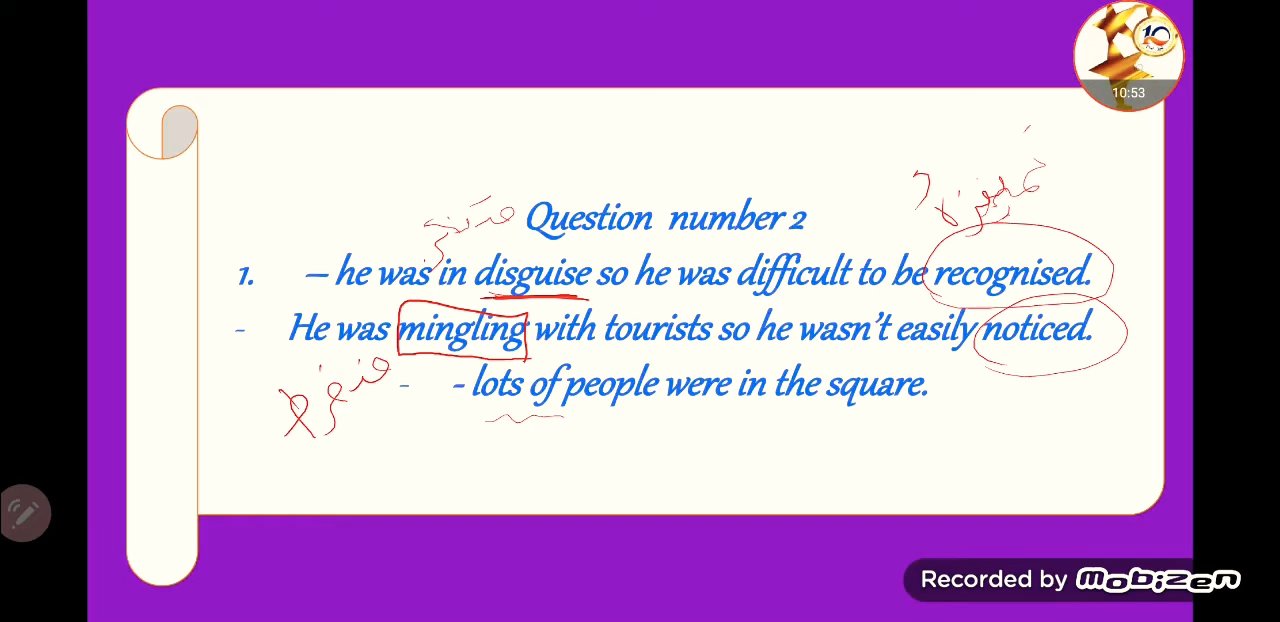 10
10:53
Question number 2
1. – he was in disguise so he was difficult to be recognised.
- He was mingling with tourists so he wasn't easily noticed.
- - lots of people were in the square.
Recorded by Mobizen